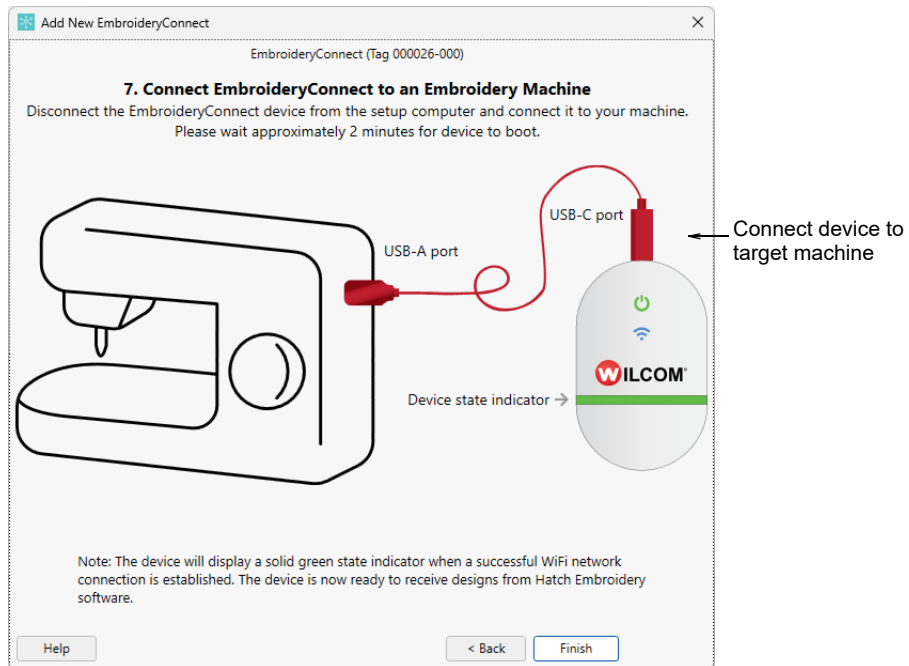 Add New EmbroideryConnect
EmbroideryConnect (Tag 000026-000)
7. Connect EmbroideryConnect to an Embroidery Machine
Disconnect the EmbroideryConnect device from the setup computer and connect it to your machine.
Please wait approximately 2 minutes for device to boot.
USB-C port
USB-A port
Connect device to
target machine
WILCOM
Device state indicator →
Note: The device will display a solid green state indicator when a successful WiFi network
connection is established. The device is now ready to receive designs from Hatch Embroidery
software.
Help
< Back
Finish